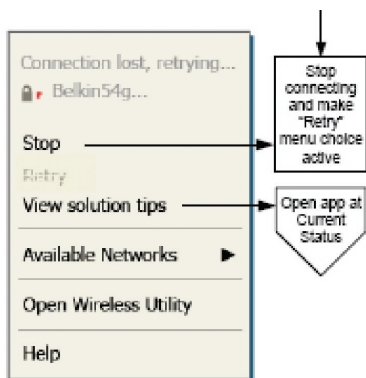 Connection lost, retrying...
Belkin54g...
Stop
Retry
View solution tips
Available Networks
Open Wireless Utility
Help
Stop
connecting
and make
"Retry"
menu choice
active
Open app at
Current
Status